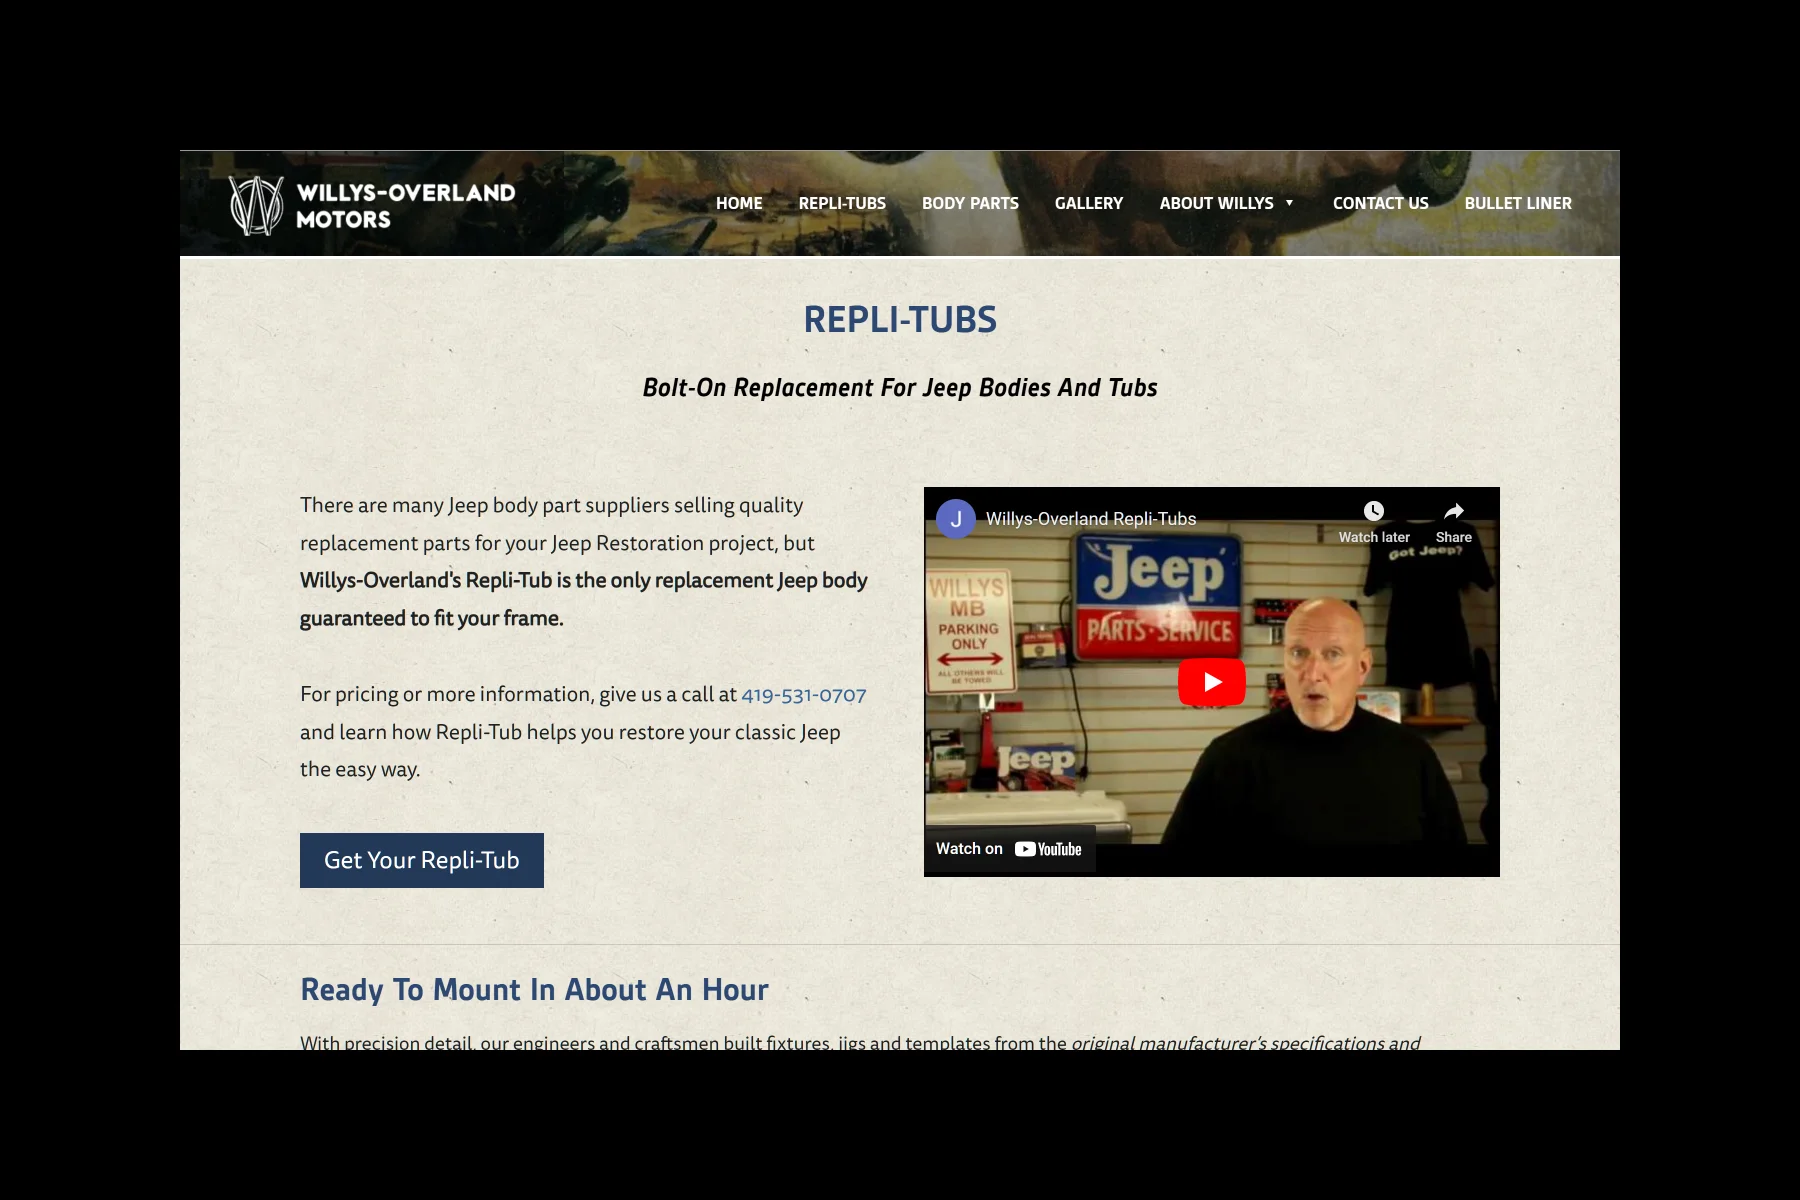 WILLYS-OVERLAND
MOTORS
HOME
REPLI-TUBS
BODY PARTS
GALLERY
ABOUT WILLYS
CONTACT US
BULLET LINER
REPLI-TUBS
Bolt-On Replacement For Jeep Bodies And Tubs
There are many Jeep body part suppliers selling quality
replacement parts for your Jeep Restoration project, but
Willys-Overland's Repli-Tub is the only replacement Jeep body
guaranteed to fit your frame.
For pricing or more information, give us a call at 419-531-0707
and learn how Repli-Tub helps you restore your classic Jeep
the easy way.
Get Your Repli-Tub
J
Willys-Overland Repli-Tubs
Watch later
Share
Got Jeep?
Jeep
PARTS · SERVICE
WILLYS
MB
PARKING
ONLY
ALL OTHERS WILL
BE TOWED
Jeep
Watch on YouTube
Ready To Mount In About An Hour
With precision detail, our engineers and craftsmen built fixtures, jigs and templates from the original manufacturer's specifications and